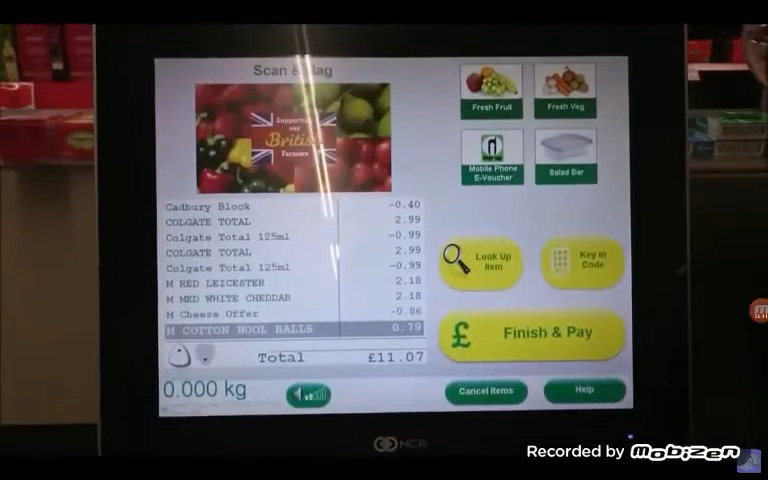 Scan & Bag
Supporting
our
British
Farmers
Fresh Fruit
Fresh Veg
Mobile Phone
E-Voucher
Salad Bar
Cadbury Block -0.40
COLGATE TOTAL 2.99
Colgate Total 125ml -0.99
COLGATE TOTAL 2.99
Colgate Total 125ml -0.99
M RED LEICESTER 2.18
M MED WHITE CHEDDAR 2.18
M Cheese Offer -0.86
M COTTON WOOL BALLS 0.79
Total £11.07
0.000 kg
Look Up
Item
Key In
Code
£ Finish & Pay
Cancel Items
Help
NCR
Recorded by mobizen